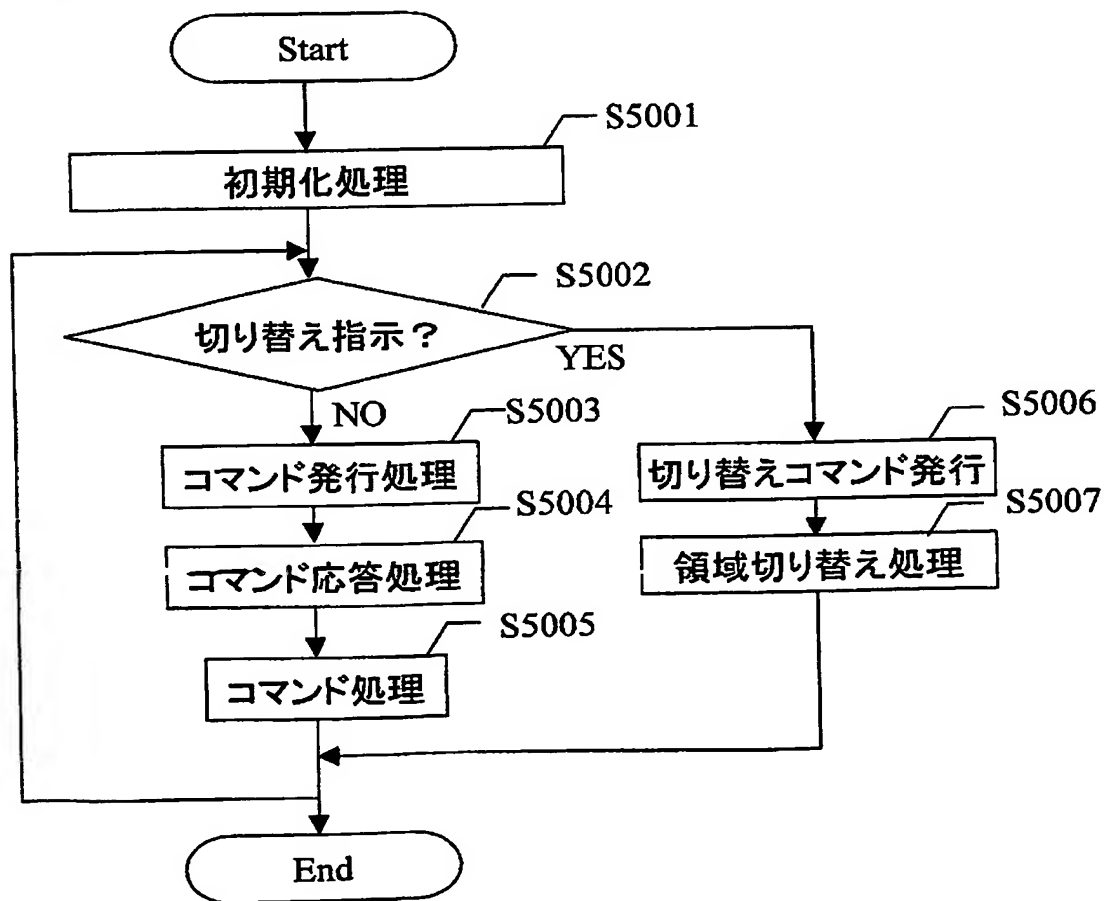 Start
S5001
初期化処理
S5002
切り替え指示？
YES
NO
S5003
コマンド発行処理
S5004
コマンド応答処理
S5005
コマンド処理
S5006
切り替えコマンド発行
S5007
領域切り替え処理
End